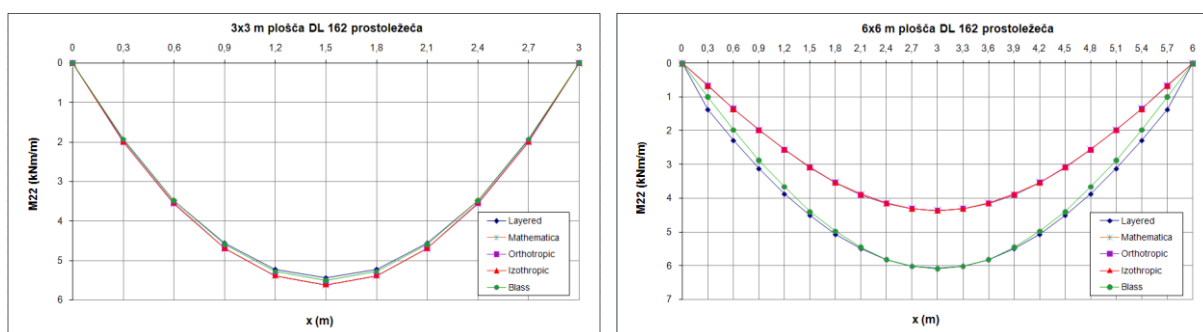 3x3 m plošča DL 162 prostoležeča
0 0,3 0,6 0,9 1,2 1,5 1,8 2,1 2,4 2,7 3
0
1
2
3
4
5
6
M22 (kNm/m)
Layered
Mathematica
Orthotropic
Izothropic
Blass
x (m)
6x6 m plošča DL 162 prostoležeča
0 0,3 0,6 0,9 1,2 1,5 1,8 2,1 2,4 2,7 3 3,3 3,6 3,9 4,2 4,5 4,8 5,1 5,4 5,7 6
0
1
2
3
4
5
6
7
M22 (kNm/m)
Layered
Mathematica
Orthotropic
Izothropic
Blass
x (m)